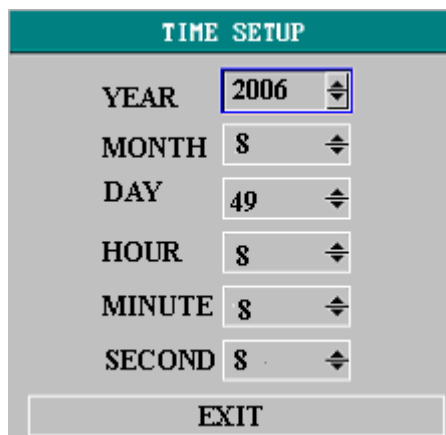 TIME SETUP
YEAR 2006
MONTH 8
DAY 49
HOUR 8
MINUTE 8
SECOND 8
EXIT